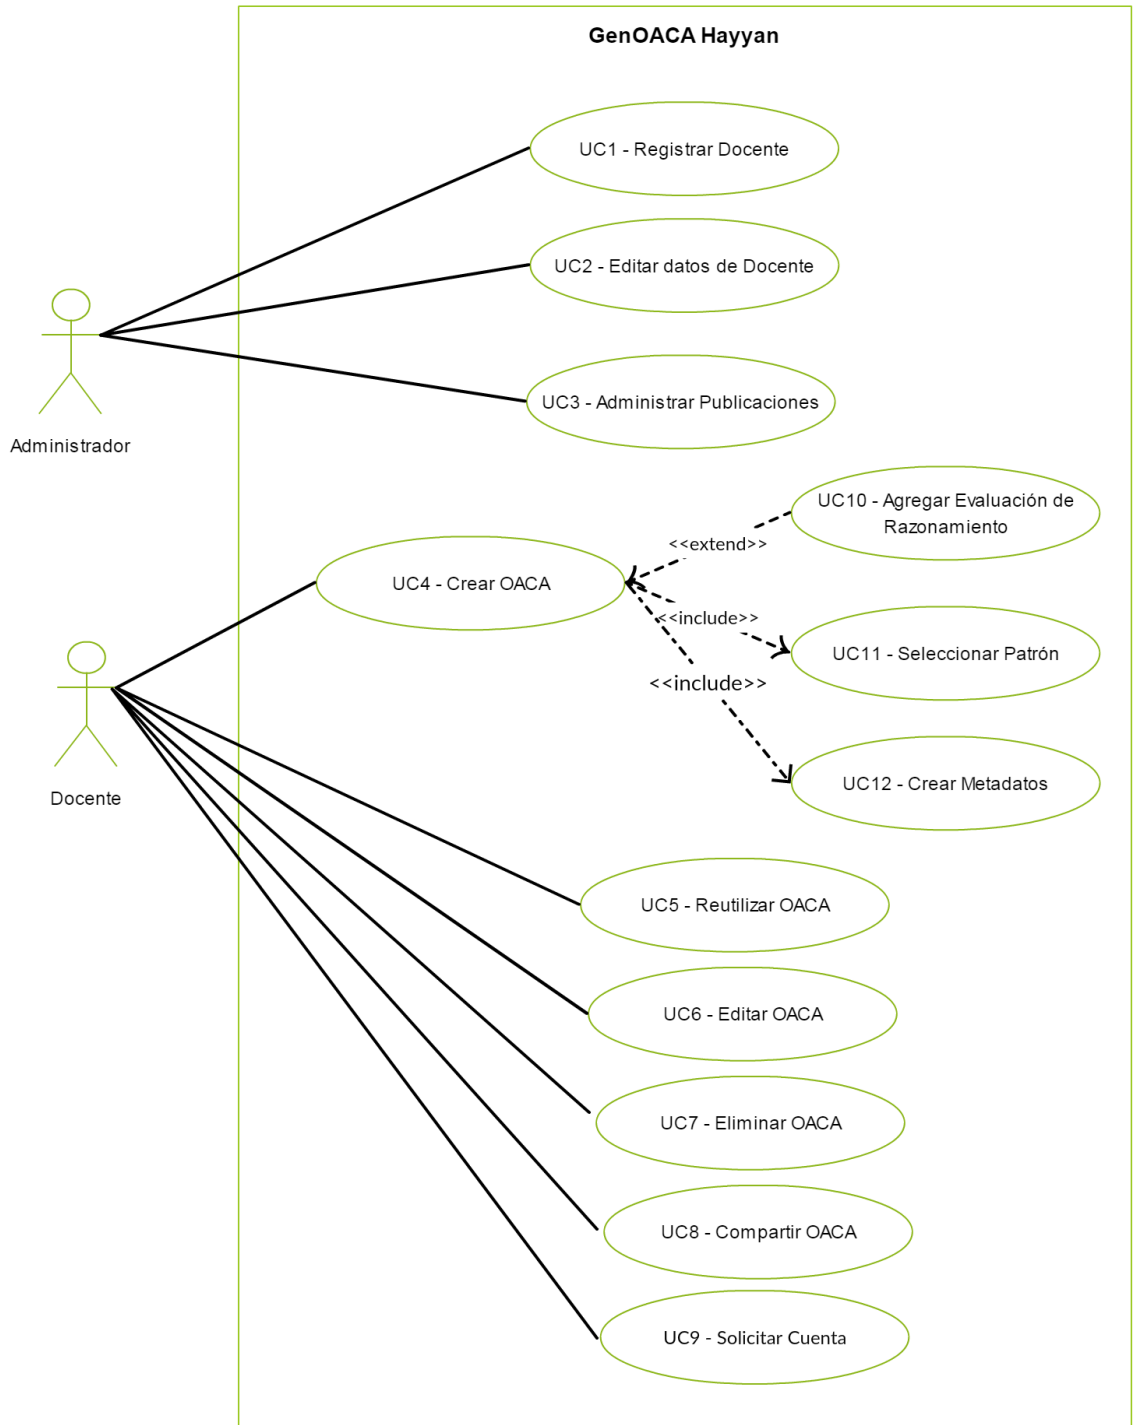 GenOACA Hayyan
UC1 - Registrar Docente
UC2 - Editar datos de Docente
UC3 - Administrar Publicaciones
Administrador
UC10 - Agregar Evaluación de
Razonamiento
<<extend>>
UC4 - Crear OACA
<<include>>
UC11 - Seleccionar Patrón
<<include>>
UC12 - Crear Metadatos
Docente
UC5 - Reutilizar OACA
UC6 - Editar OACA
UC7 - Eliminar OACA
UC8 - Compartir OACA
UC9 - Solicitar Cuenta